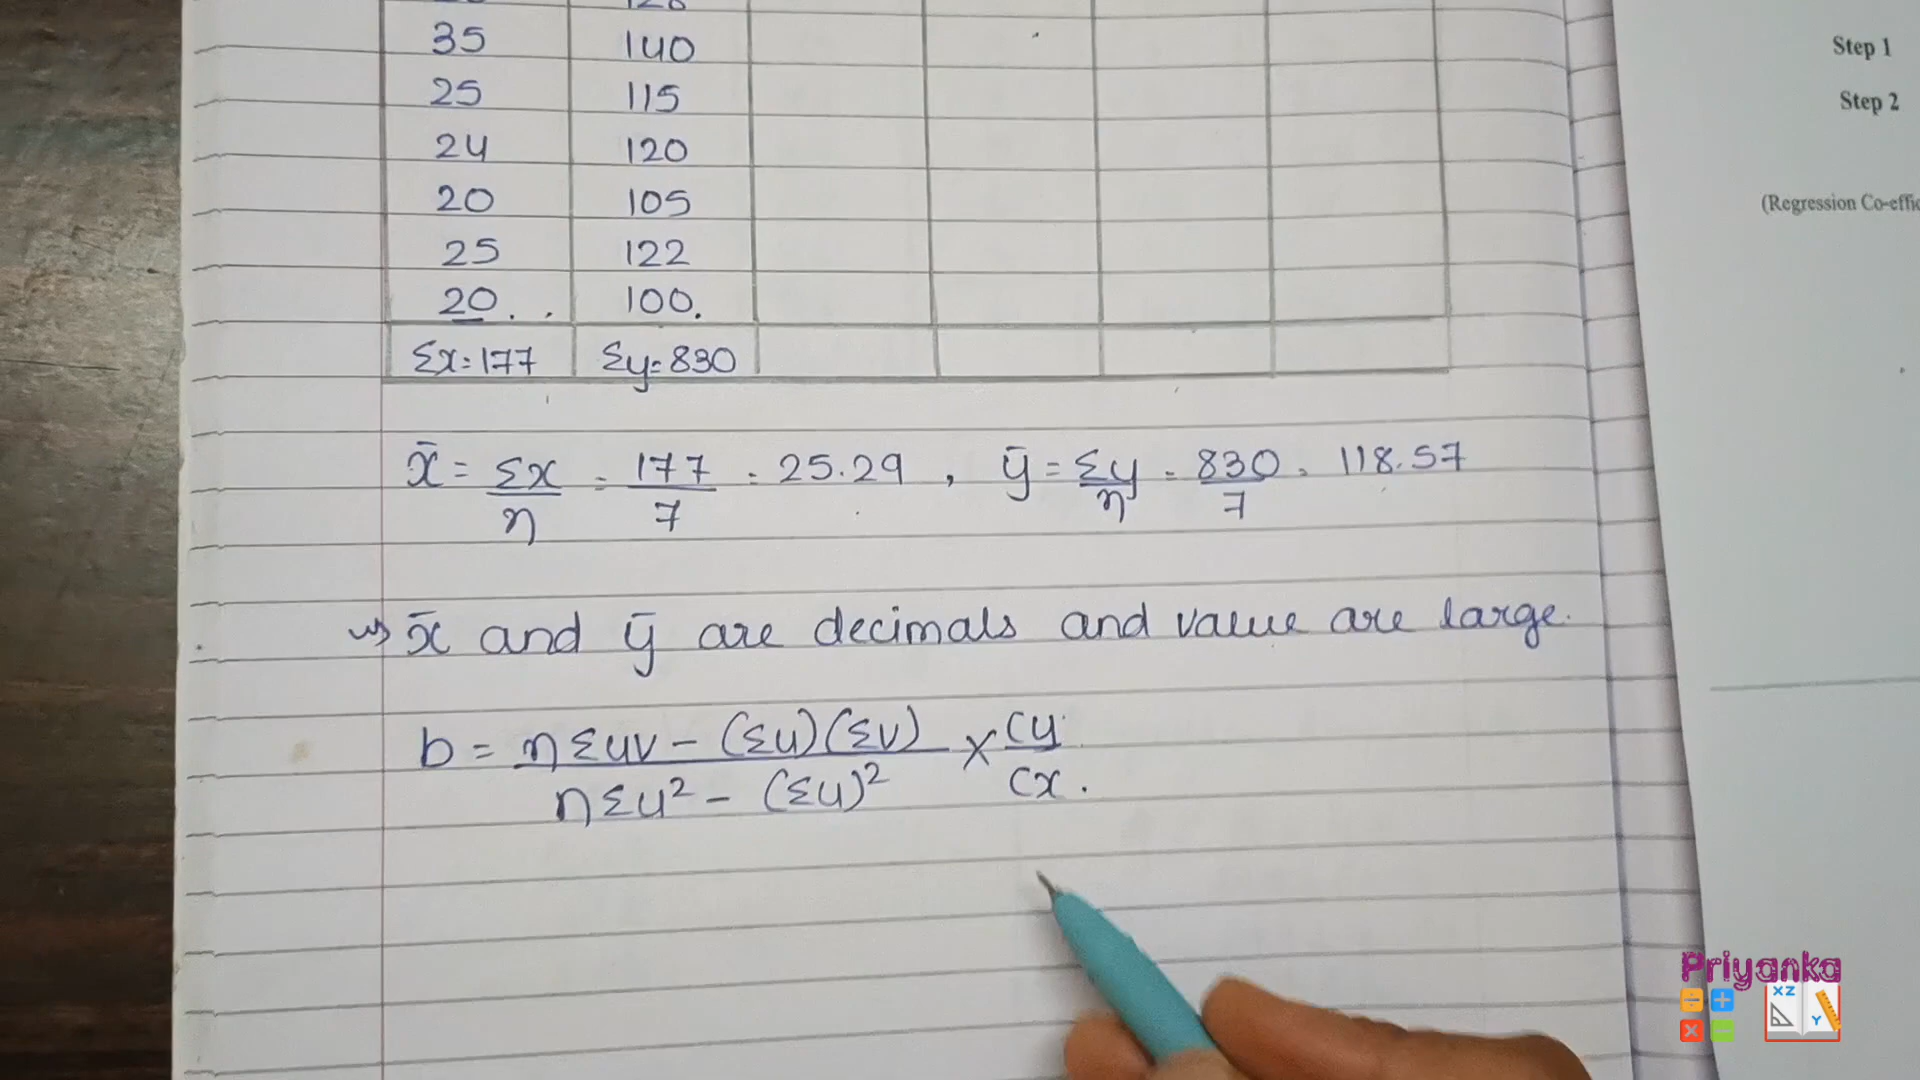 35 140
25 115
24 120
20 105
25 122
20 100
Σx=177 Σy=830
x̄ = Σx/n = 177/7 = 25.29, ȳ = Σy/n = 830/7 = 118.57
x̄ and ȳ are decimals and value are large.
b = nΣuv - (Σu)(Σv) / nΣu² - (Σu)² × Cy/Cx.
Step 1
Step 2
(Regression
Priyanka
XZ
Y